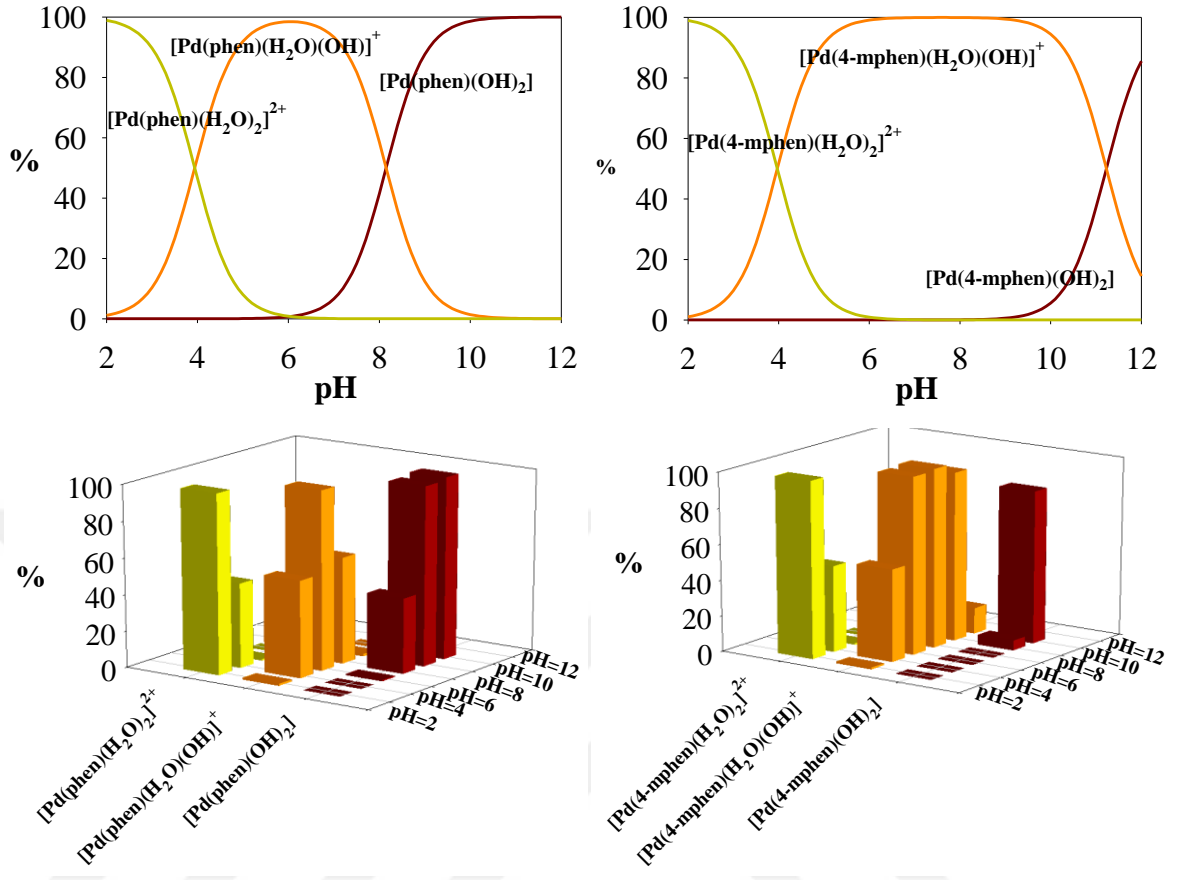 100
80
60
40
20
0
%
[Pd(phen)(H₂O)(OH)]⁺
[Pd(phen)(OH)₂]
[Pd(phen)(H₂O)₂]²⁺
2 4 6 8 10 12
pH
100
80
60
40
20
0
%
[Pd(4-mphen)(H₂O)(OH)]⁺
[Pd(4-mphen)(H₂O)₂]²⁺
[Pd(4-mphen)(OH)₂]
2 4 6 8 10 12
pH
100
80
60
40
20
0
%
pH=12
pH=10
pH=8
pH=6
pH=4
pH=2
[Pd(phen)(H₂O)₂]²⁺
[Pd(phen)(H₂O)(OH)]⁺
[Pd(phen)(OH)₂]
100
80
60
40
20
0
%
pH=12
pH=10
pH=8
pH=6
pH=4
pH=2
[Pd(4-mphen)(H₂O)₂]²⁺
[Pd(4-mphen)(H₂O)(OH)]⁺
[Pd(4-mphen)(OH)₂]